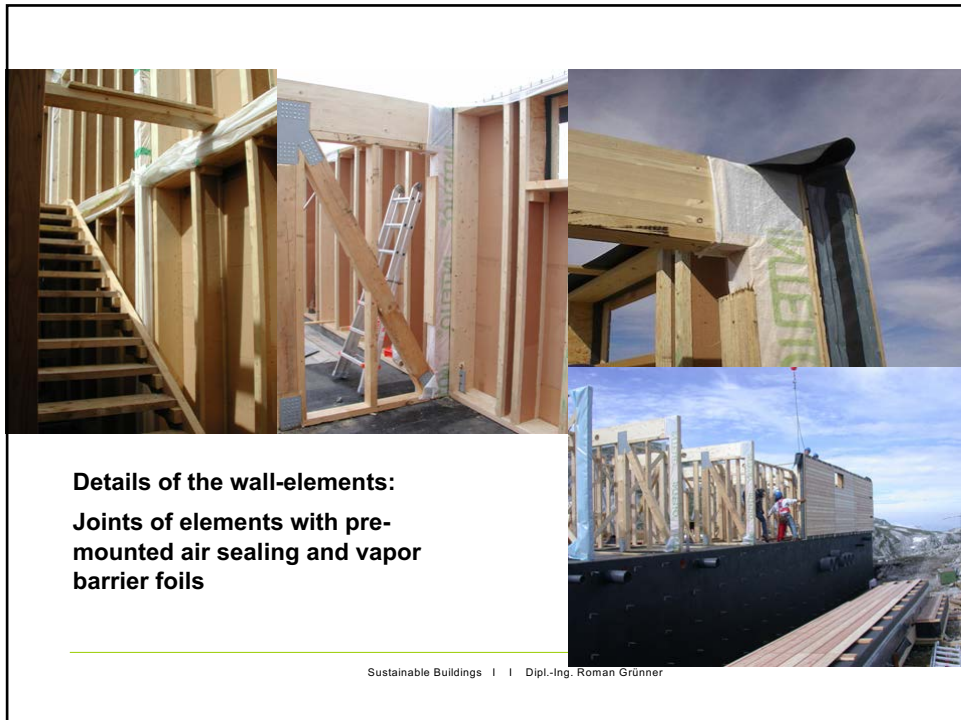 Details of the wall-elements:
Joints of elements with pre-
mounted air sealing and vapor
barrier foils
Sustainable Buildings I I Dipl.-Ing. Roman Grünner